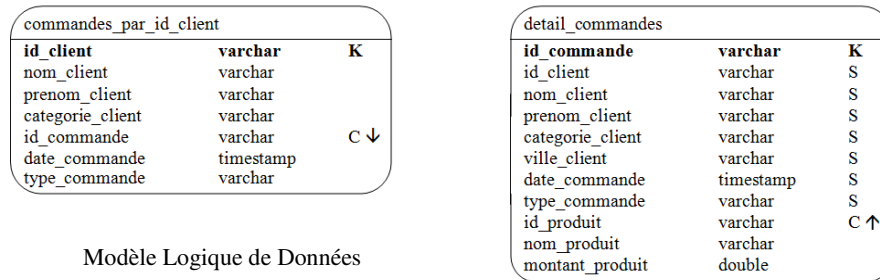 commandes_par_id_client
id_client varchar K
nom_client varchar
prenom_client varchar
categorie_client varchar
id_commande varchar C ↓
date_commande timestamp
type_commande varchar
Modèle Logique de Données
detail_commandes
id_commande varchar K
id_client varchar S
nom_client varchar S
prenom_client varchar S
categorie_client varchar S
ville_client varchar S
date_commande timestamp S
type_commande varchar S
id_produit varchar C ↑
nom_produit varchar
montant_produit double